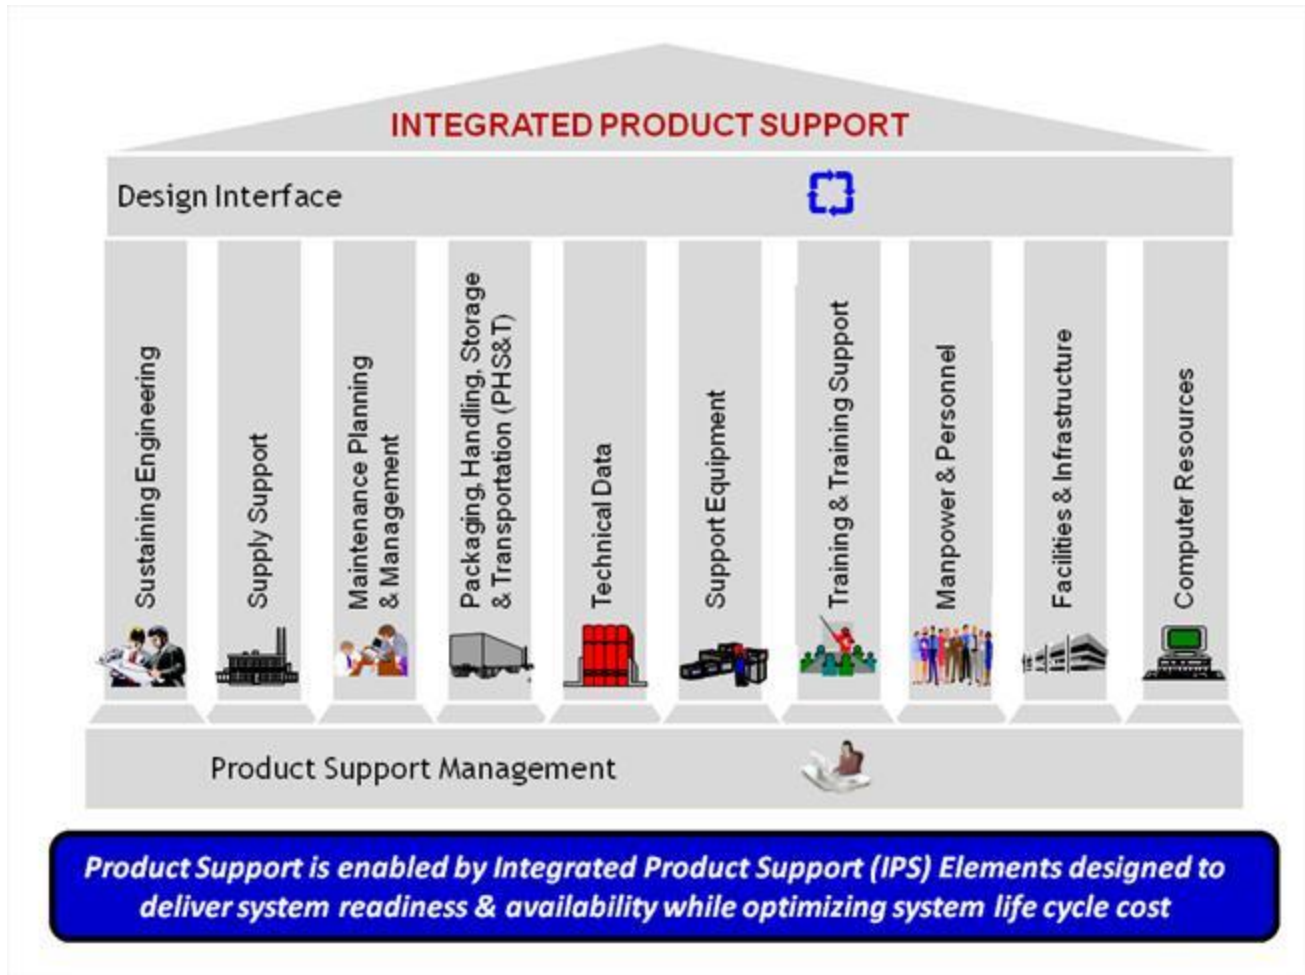 INTEGRATED PRODUCT SUPPORT
Design Interface
Sustaining Engineering
Supply Support
Maintenance Planning
& Management
Packaging, Handling, Storage
& Transportation (PHS&T)
Technical Data
Support Equipment
Training & Training Support
Manpower & Personnel
Facilities & Infrastructure
Computer Resources
Product Support Management
Product Support is enabled by Integrated Product Support (IPS) Elements designed to
deliver system readiness & availability while optimizing system life cycle cost